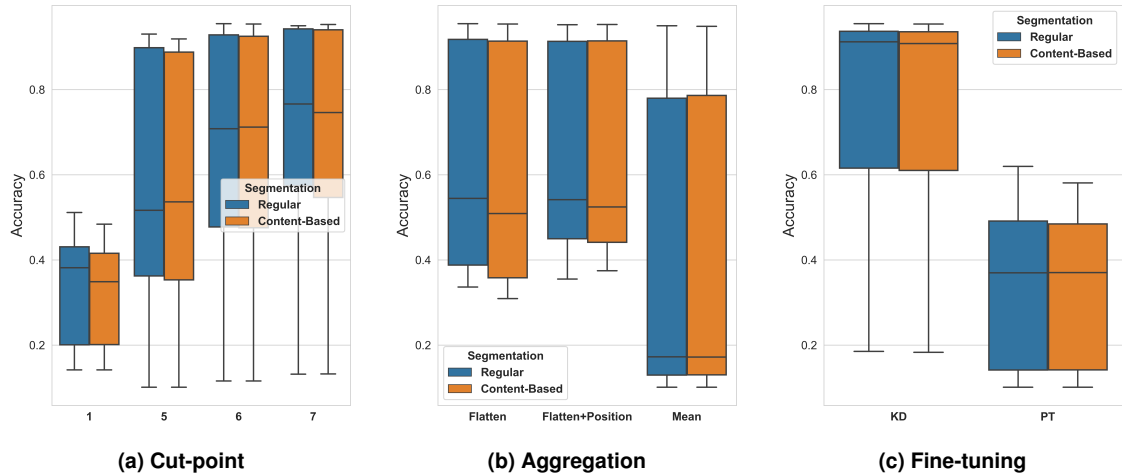 Accuracy
0.8
0.6
0.4
0.2
Segmentation
Regular
Content-Based
1 5 6 7
(a) Cut-point
Accuracy
0.8
0.6
0.4
0.2
Segmentation
Regular
Content-Based
Flatten Flatten+Position Mean
(b) Aggregation
Accuracy
0.8
0.6
0.4
0.2
Segmentation
Regular
Content-Based
KD PT
(c) Fine-tuning